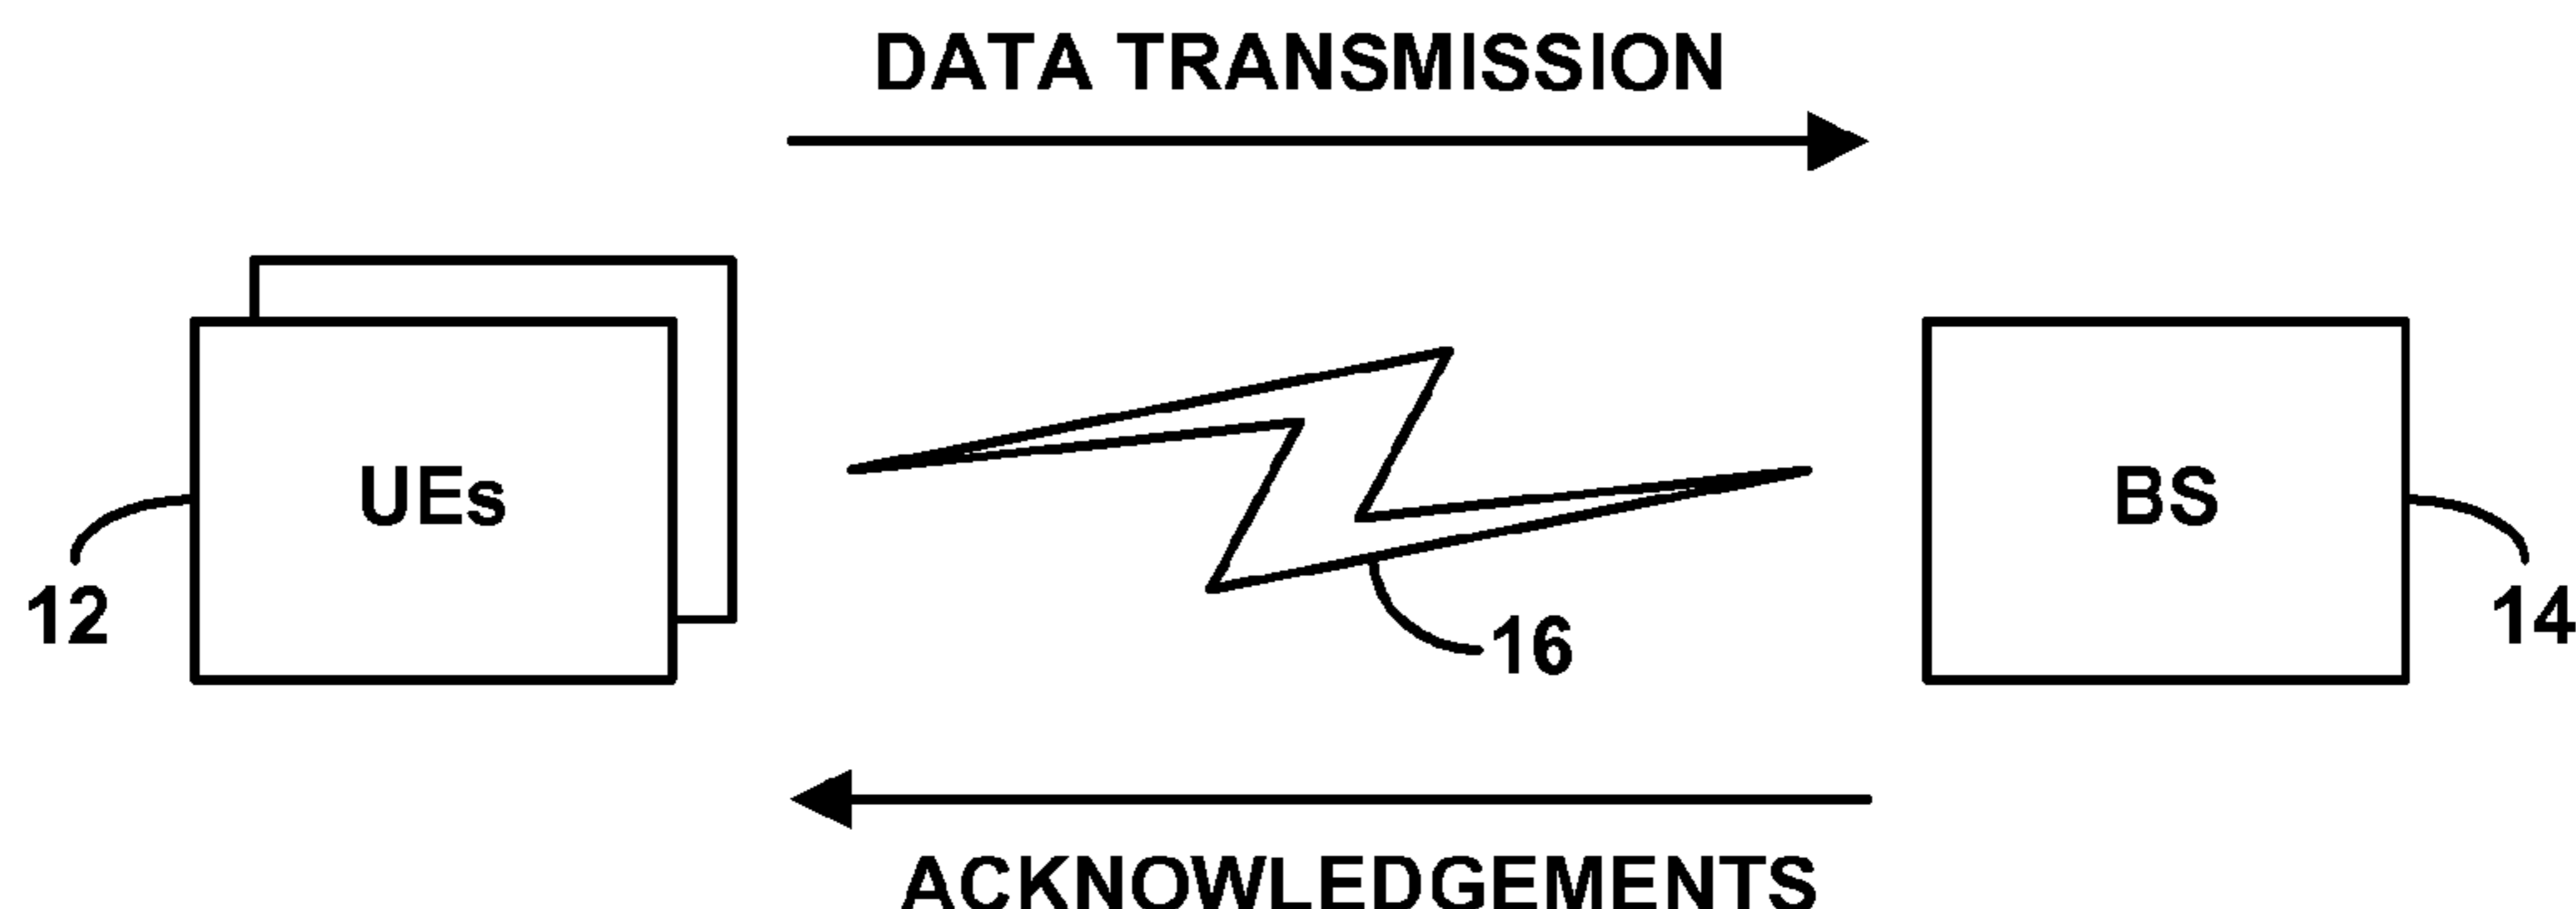 DATA TRANSMISSION
UEs
BS
12
16
14
ACKNOWLEDGEMENTS